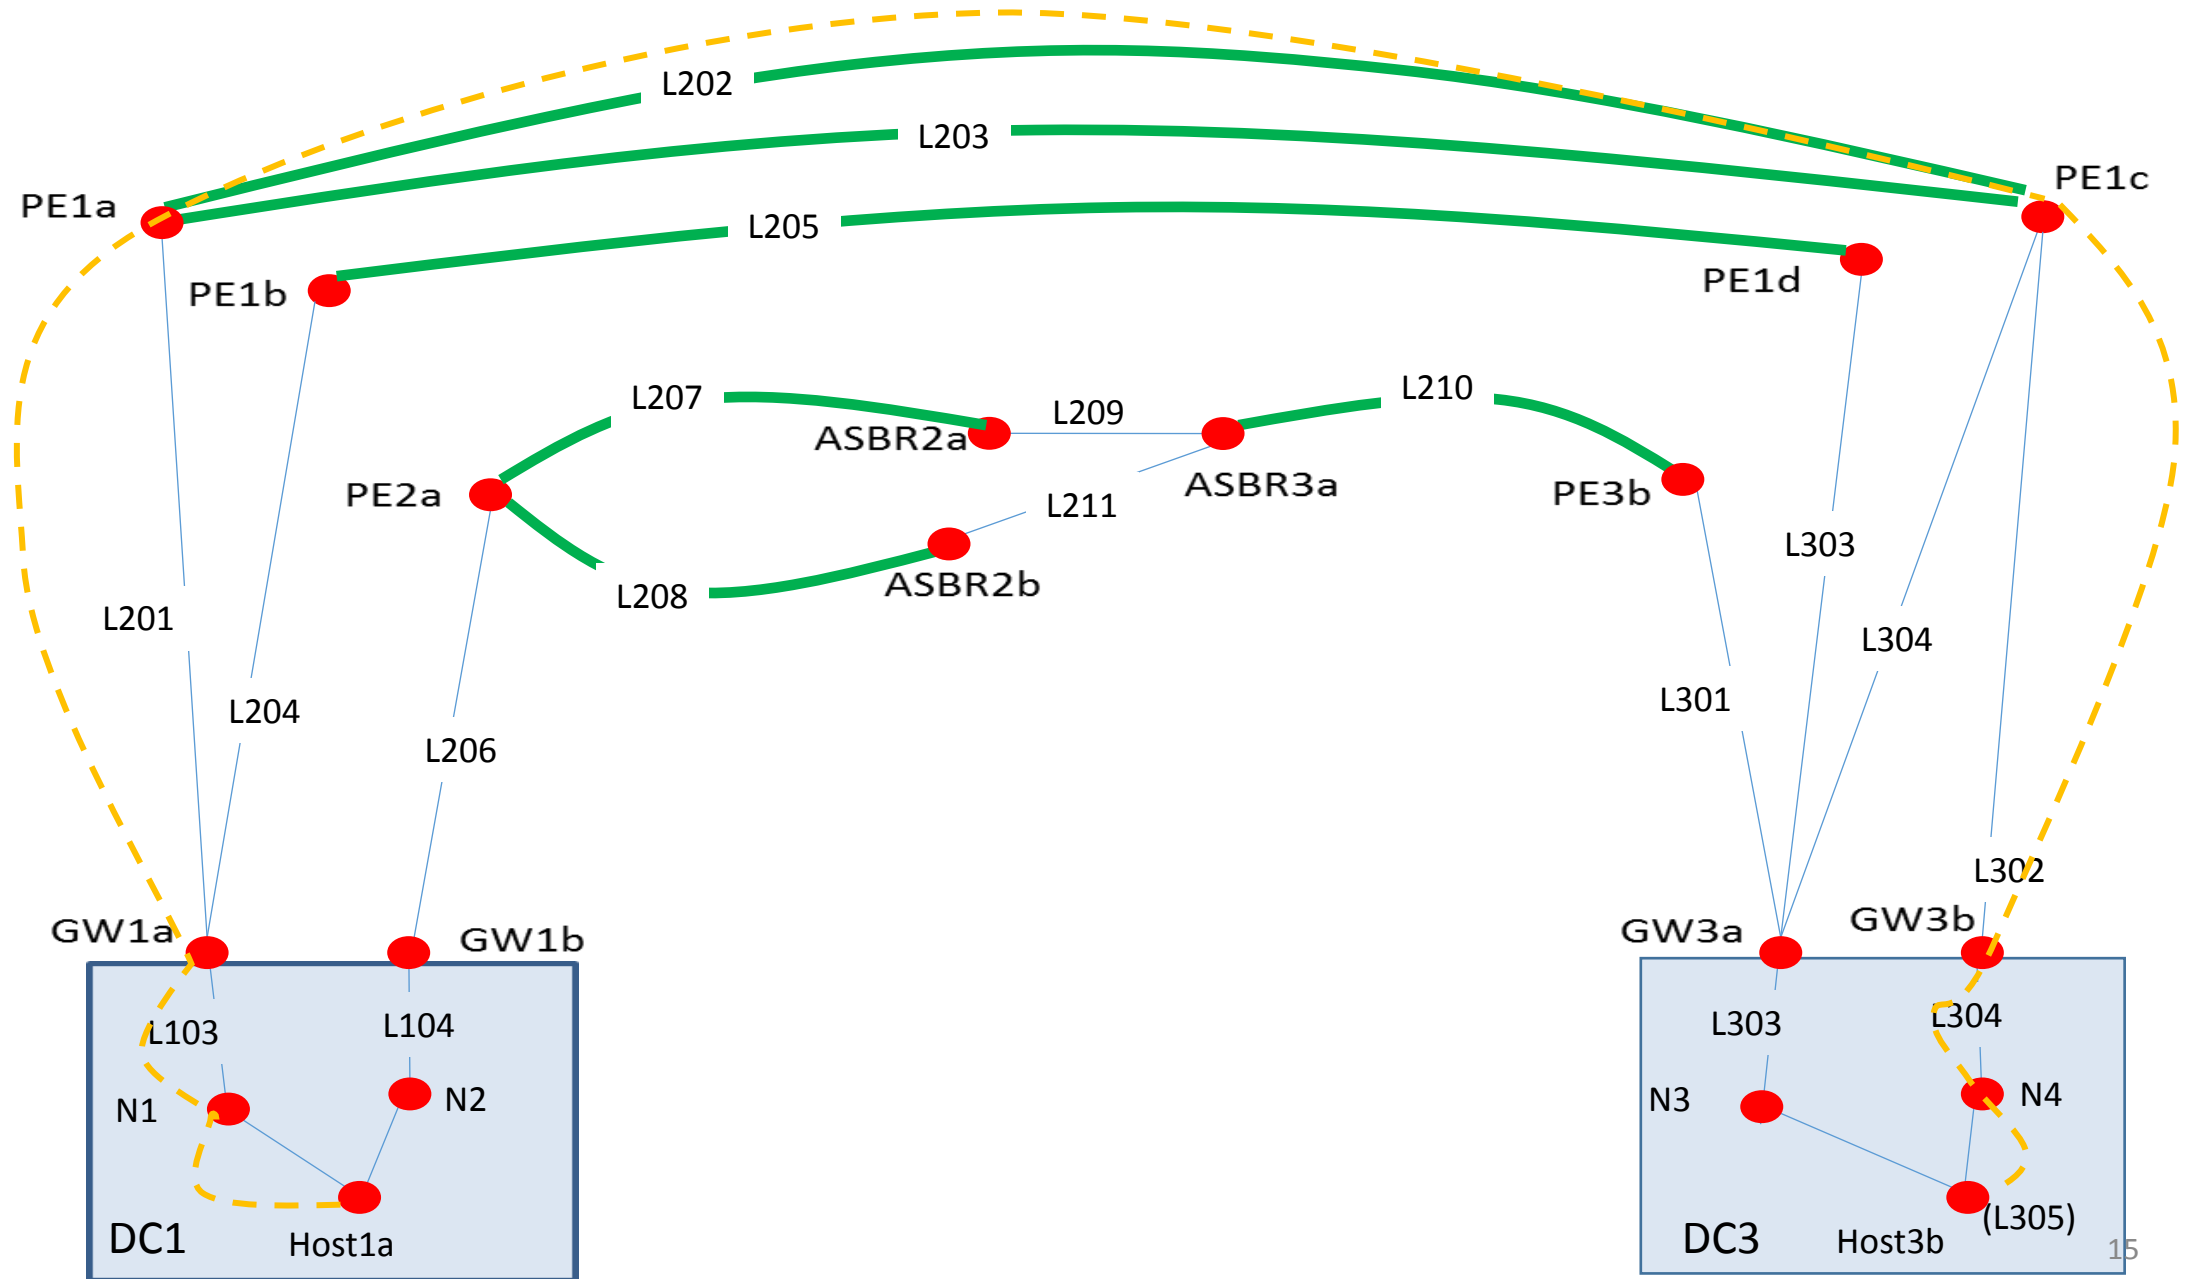 L202
L203
PE1a
PE1c
L205
PE1b
PE1d
L207
L209
L210
ASBR2a
PE2a
ASBR3a
PE3b
L211
L208
ASBR2b
L303
L201
L304
L204
L301
L206
L302
GW1a
GW1b
GW3a
GW3b
L103
L104
L303
L304
N1
N2
N3
N4
(L305)
DC1
Host1a
DC3
Host3b
15